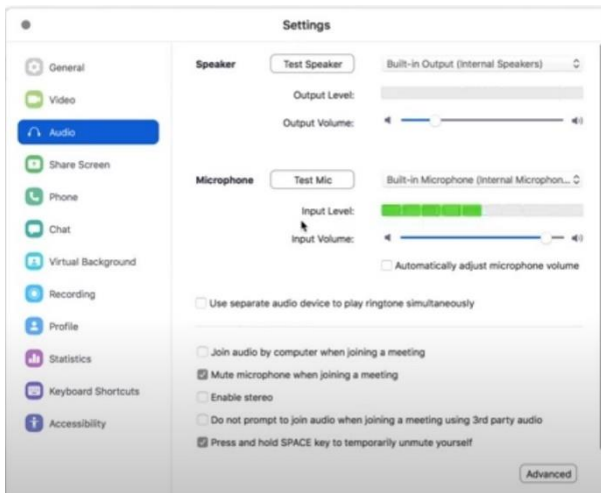 Settings
General
Video
Audio
Share Screen
Phone
Chat
Virtual Background
Recording
Profile
Statistics
Keyboard Shortcuts
Accessibility
Speaker Test Speaker Built-in Output (Internal Speakers)
Output Level:
Output Volume:
Microphone Test Mic Built-in Microphone (Internal Microphon...
Input Level:
Input Volume:
Automatically adjust microphone volume
Use separate audio device to play ringtone simultaneously
Join audio by computer when joining a meeting
Mute microphone when joining a meeting
Enable stereo
Do not prompt to join audio when joining a meeting using 3rd party audio
Press and hold SPACE key to temporarily unmute yourself
Advanced